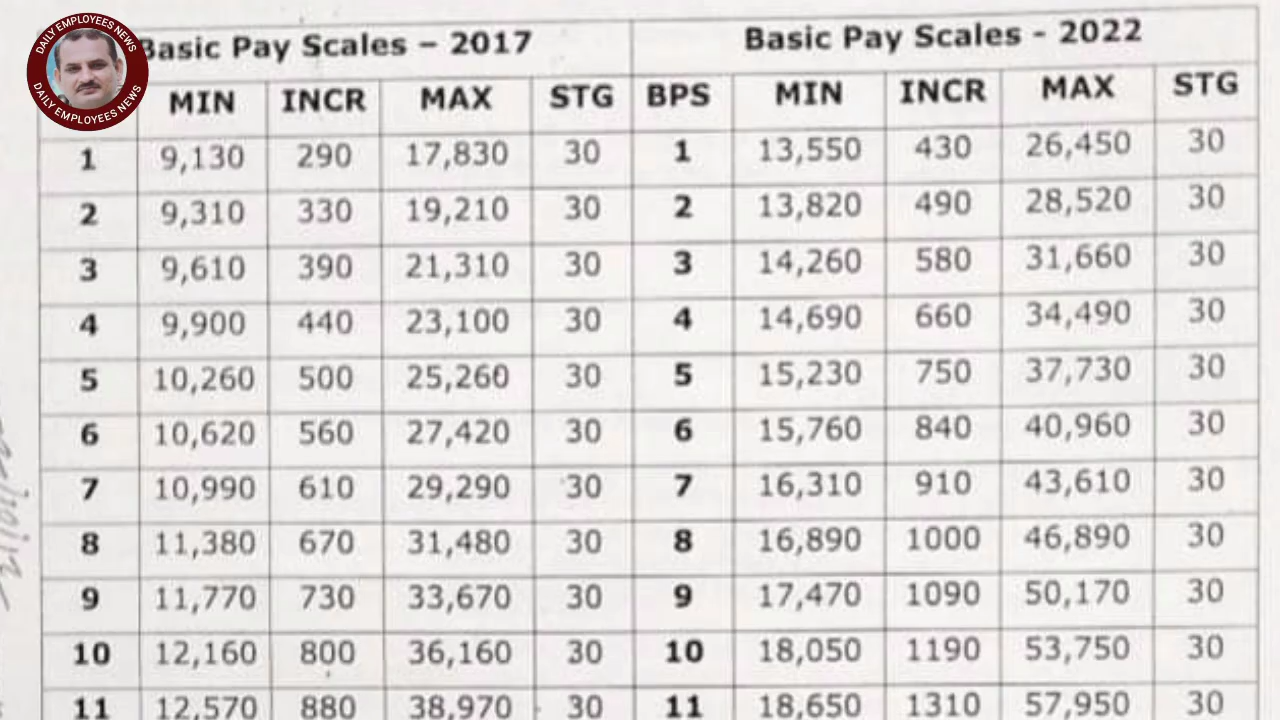 DAILY EMPLOYEES NEWS
DAILY EMPLOYEES NEWS
Basic Pay Scales – 2017 Basic Pay Scales - 2022
MIN INCR MAX STG BPS MIN INCR MAX STG
1 9,130 290 17,830 30 1 13,550 430 26,450 30
2 9,310 330 19,210 30 2 13,820 490 28,520 30
3 9,610 390 21,310 30 3 14,260 580 31,660 30
4 9,900 440 23,100 30 4 14,690 660 34,490 30
5 10,260 500 25,260 30 5 15,230 750 37,730 30
6 10,620 560 27,420 30 6 15,760 840 40,960 30
7 10,990 610 29,290 30 7 16,310 910 43,610 30
8 11,380 670 31,480 30 8 16,890 1000 46,890 30
9 11,770 730 33,670 30 9 17,470 1090 50,170 30
10 12,160 800 36,160 30 10 18,050 1190 53,750 30
11 12,570 880 38,970 30 11 18,650 1310 57,950 30